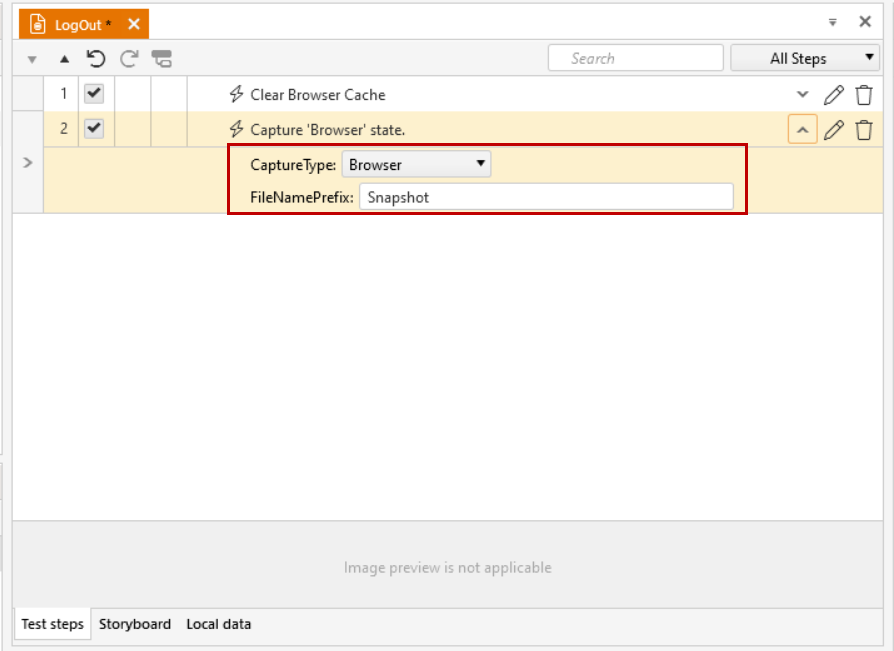 LogOut *
Search
All Steps
1 Clear Browser Cache
2 Capture 'Browser' state.
CaptureType: Browser
FileNamePrefix: Snapshot
Image preview is not applicable
Test steps Storyboard Local data